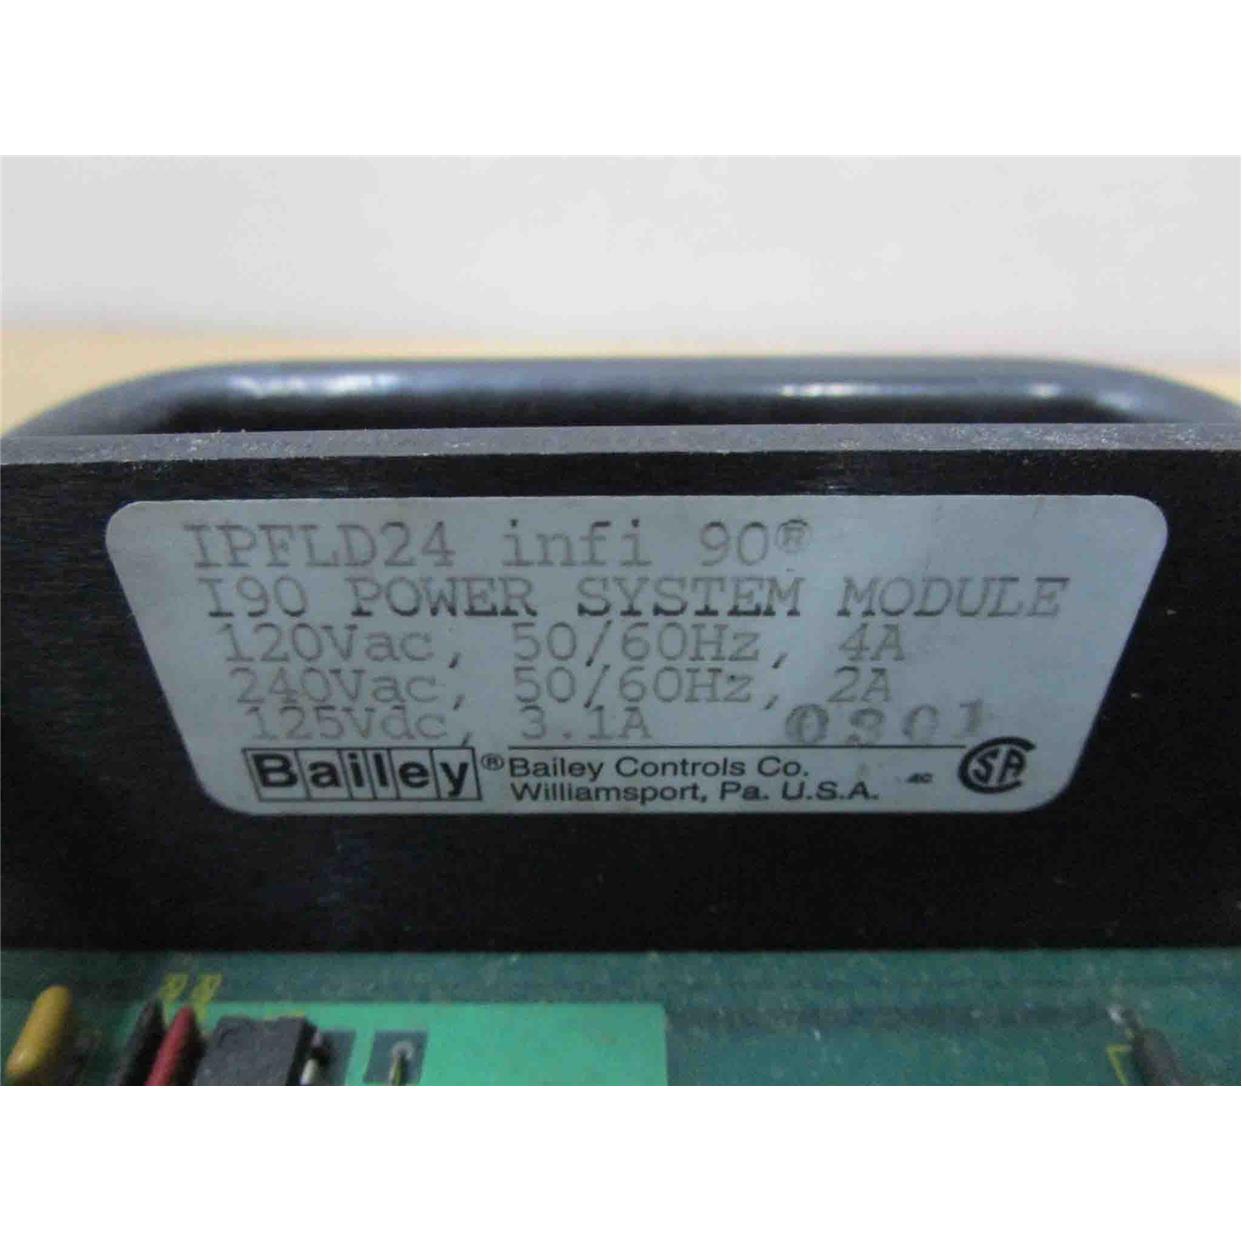 IPFLD24 infi 90®
I90 POWER SYSTEM MODULE
120Vac, 50/60Hz, 4A
240Vac, 50/60Hz, 2A
125Vdc, 3.1A 0301
Bailey ® Bailey Controls Co.
Williamsport, Pa. U.S.A.
SA